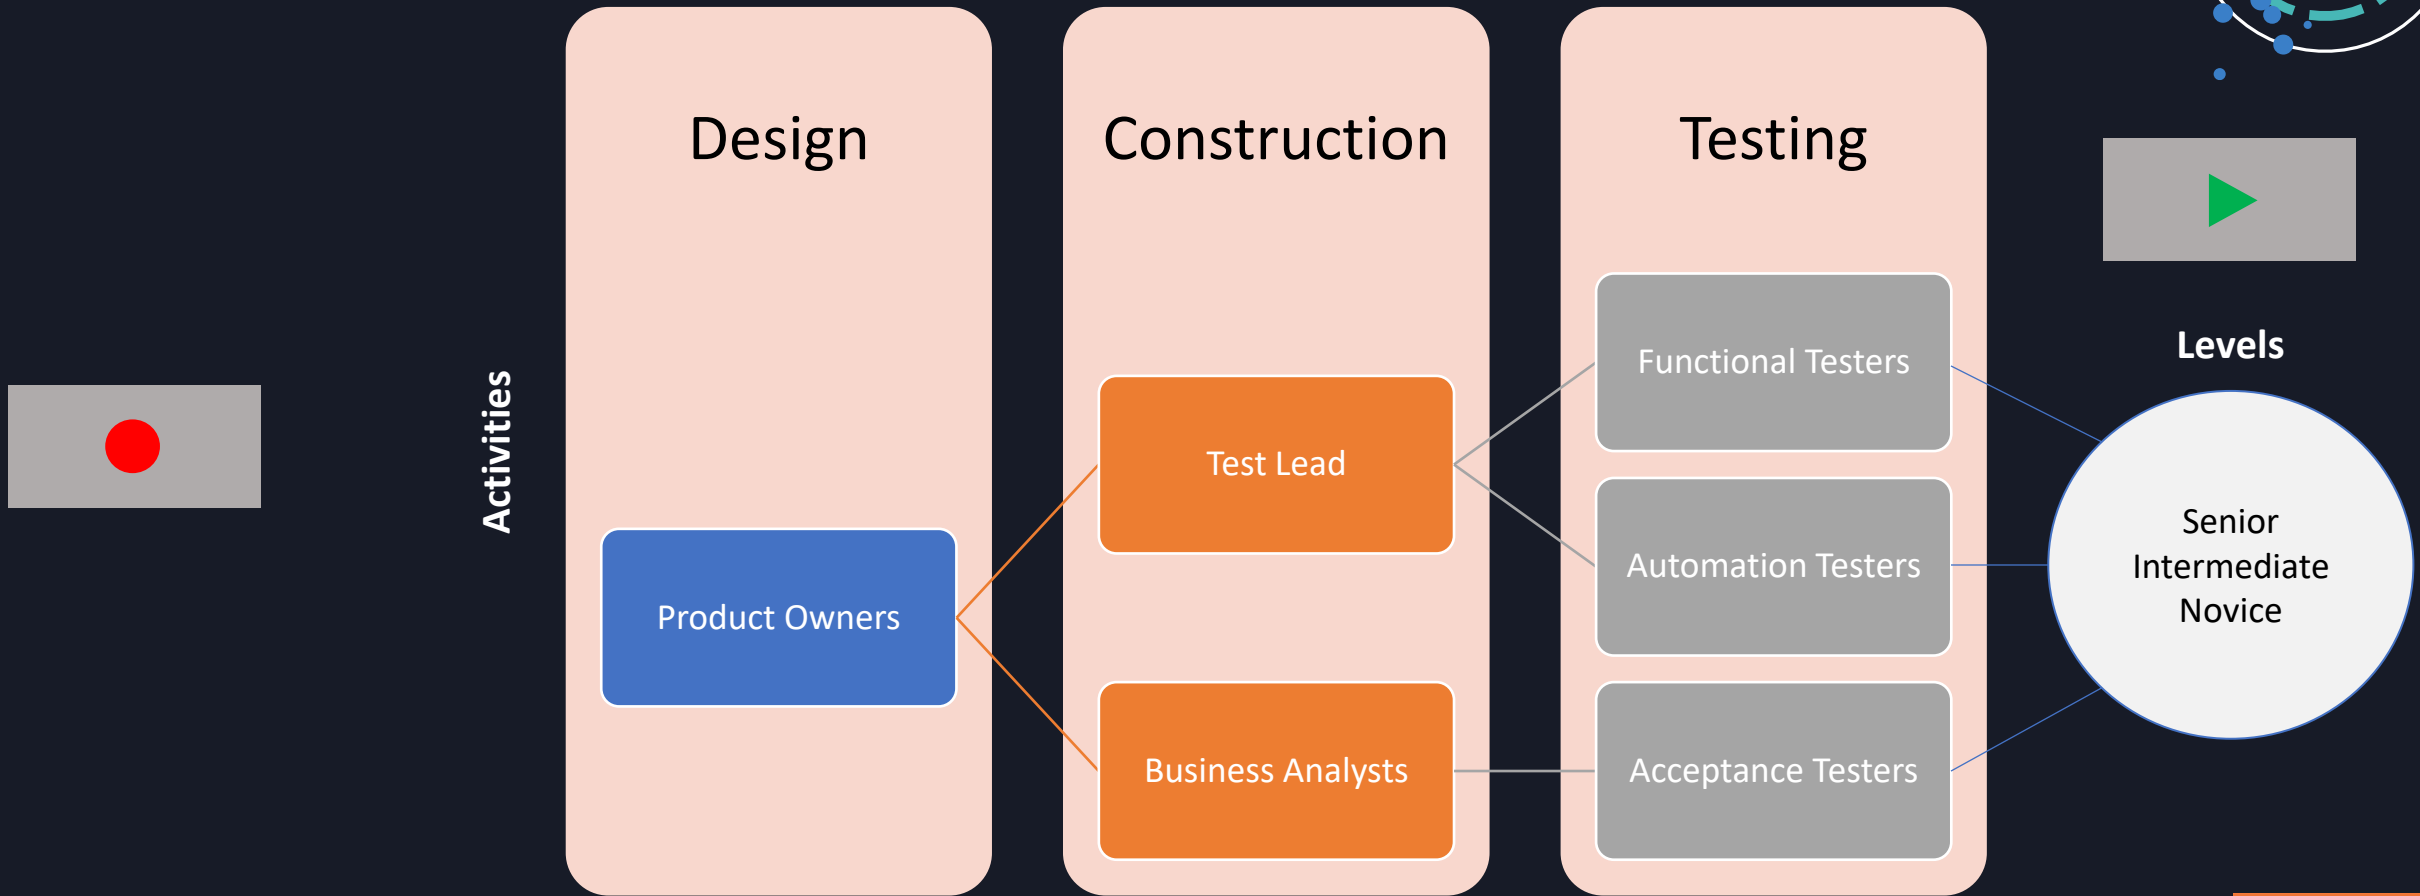 Activities
Design
Product Owners
Construction
Test Lead
Business Analysts
Testing
Functional Testers
Automation Testers
Acceptance Testers
Levels
Senior
Intermediate
Novice